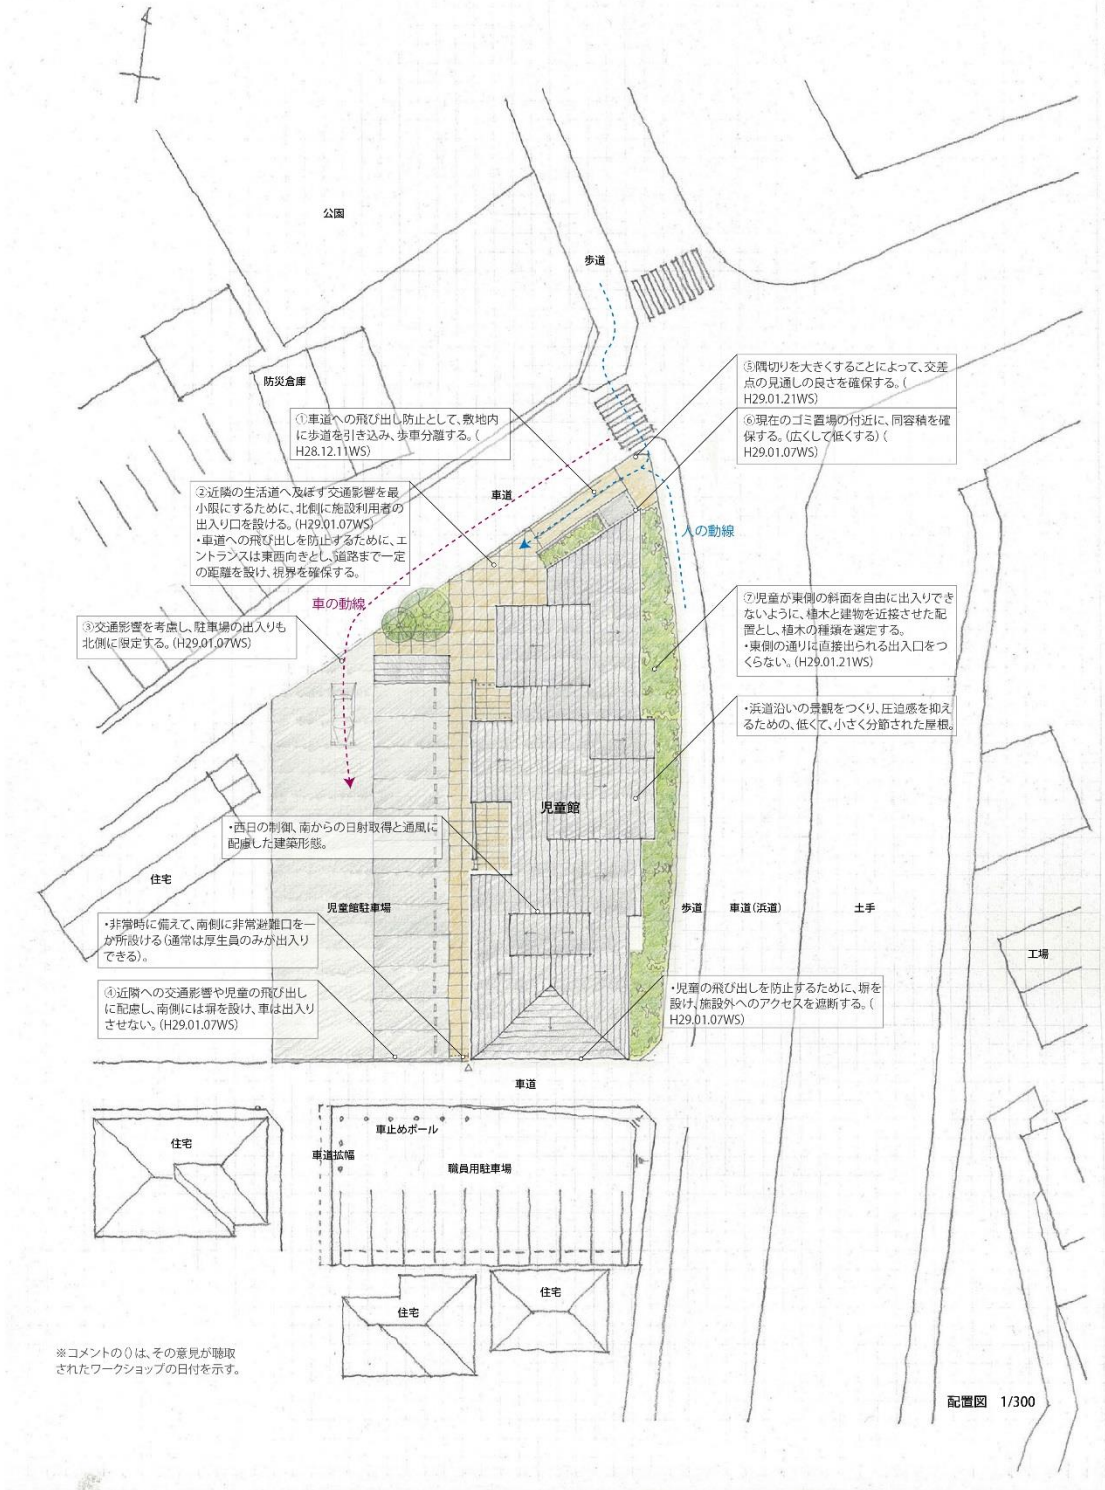 公園
歩道
防災倉庫
⑤隅切りを大きくすることによって、交差
点の見通しの良さを確保する。(
H29.01.21WS)
①車道への飛び出し防止として、敷地内
に歩道を引き込み、歩車分離する。(
H28.12.11WS)
⑥現在のゴミ置場の付近に、同容積を確
保する。(広くして低くする)(
H29.01.07WS)
車道
②近隣の生活道へ及ぼす交通影響を最
小限にするために、北側に施設利用者の
出入り口を設ける。(H29.01.07WS)
・車道への飛び出しを防止するために、エ
ントランスは東西向きとし、道路まで一定
の距離を設け、視界を確保する。
人の動線
車の動線
⑦児童が東側の斜面を自由に出入りでき
ないように、植木と建物を近接させた配
置とし、植木の種類を選定する。
・東側の通りに直接出られる出入口をつ
くらない。(H29.01.21WS)
③交通影響を考慮し、駐車場の出入りも
北側に限定する。(H29.01.07WS)
・浜道沿いの景観をつくり、圧迫感を抑え
るための、低くて、小さく分節された屋根。
児童館
・西日の制御、南からの日射取得と通風に
配慮した建築形態。
住宅
児童館駐車場
歩道
車道(浜道)
土手
・非常時に備えて、南側に非常避難口を一
か所設ける(通常は厚生員のみが出入り
できる)。
工場
④近隣への交通影響や児童の飛び出し
に配慮し、南側には塀を設け、車は出入り
させない。(H29.01.07WS)
・児童の飛び出しを防止するために、塀を
設け、施設外へのアクセスを遮断する。(
H29.01.07WS)
車道
車止めポール
住宅
車道拡幅
職員用駐車場
住宅
住宅
※コメントの()は、その意見が聴取
されたワークショップの日付を示す。
配置図 1/300